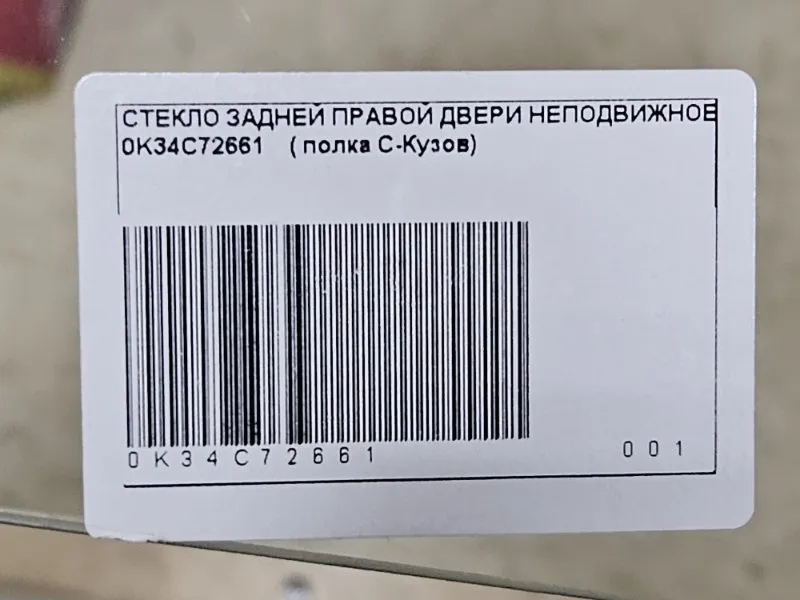 СТЕКЛО ЗАДНЕЙ ПРАВОЙ ДВЕРИ НЕПОДВИЖНОЕ
0K34C72661 (полка С-Кузов)
0K34C72661
001